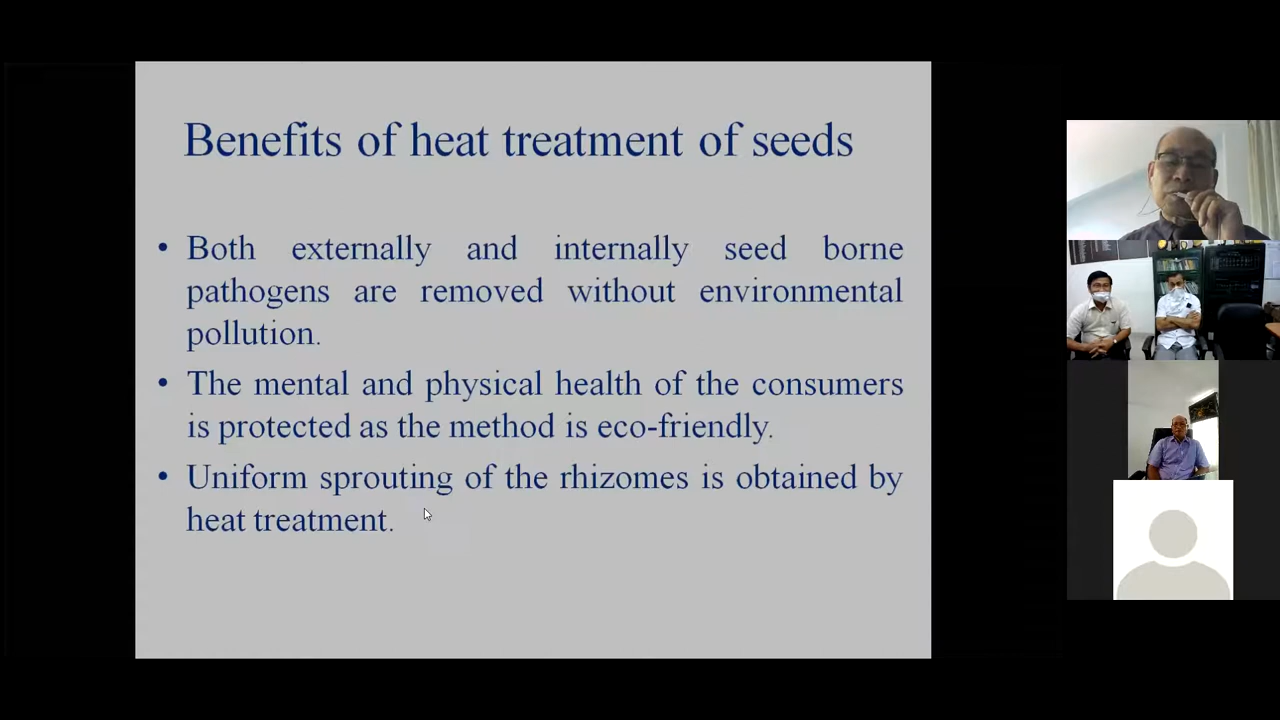 Benefits of heat treatment of seeds
• Both externally and internally seed borne
pathogens are removed without environmental
pollution.
• The mental and physical health of the consumers
is protected as the method is eco-friendly.
• Uniform sprouting of the rhizomes is obtained by
heat treatment.